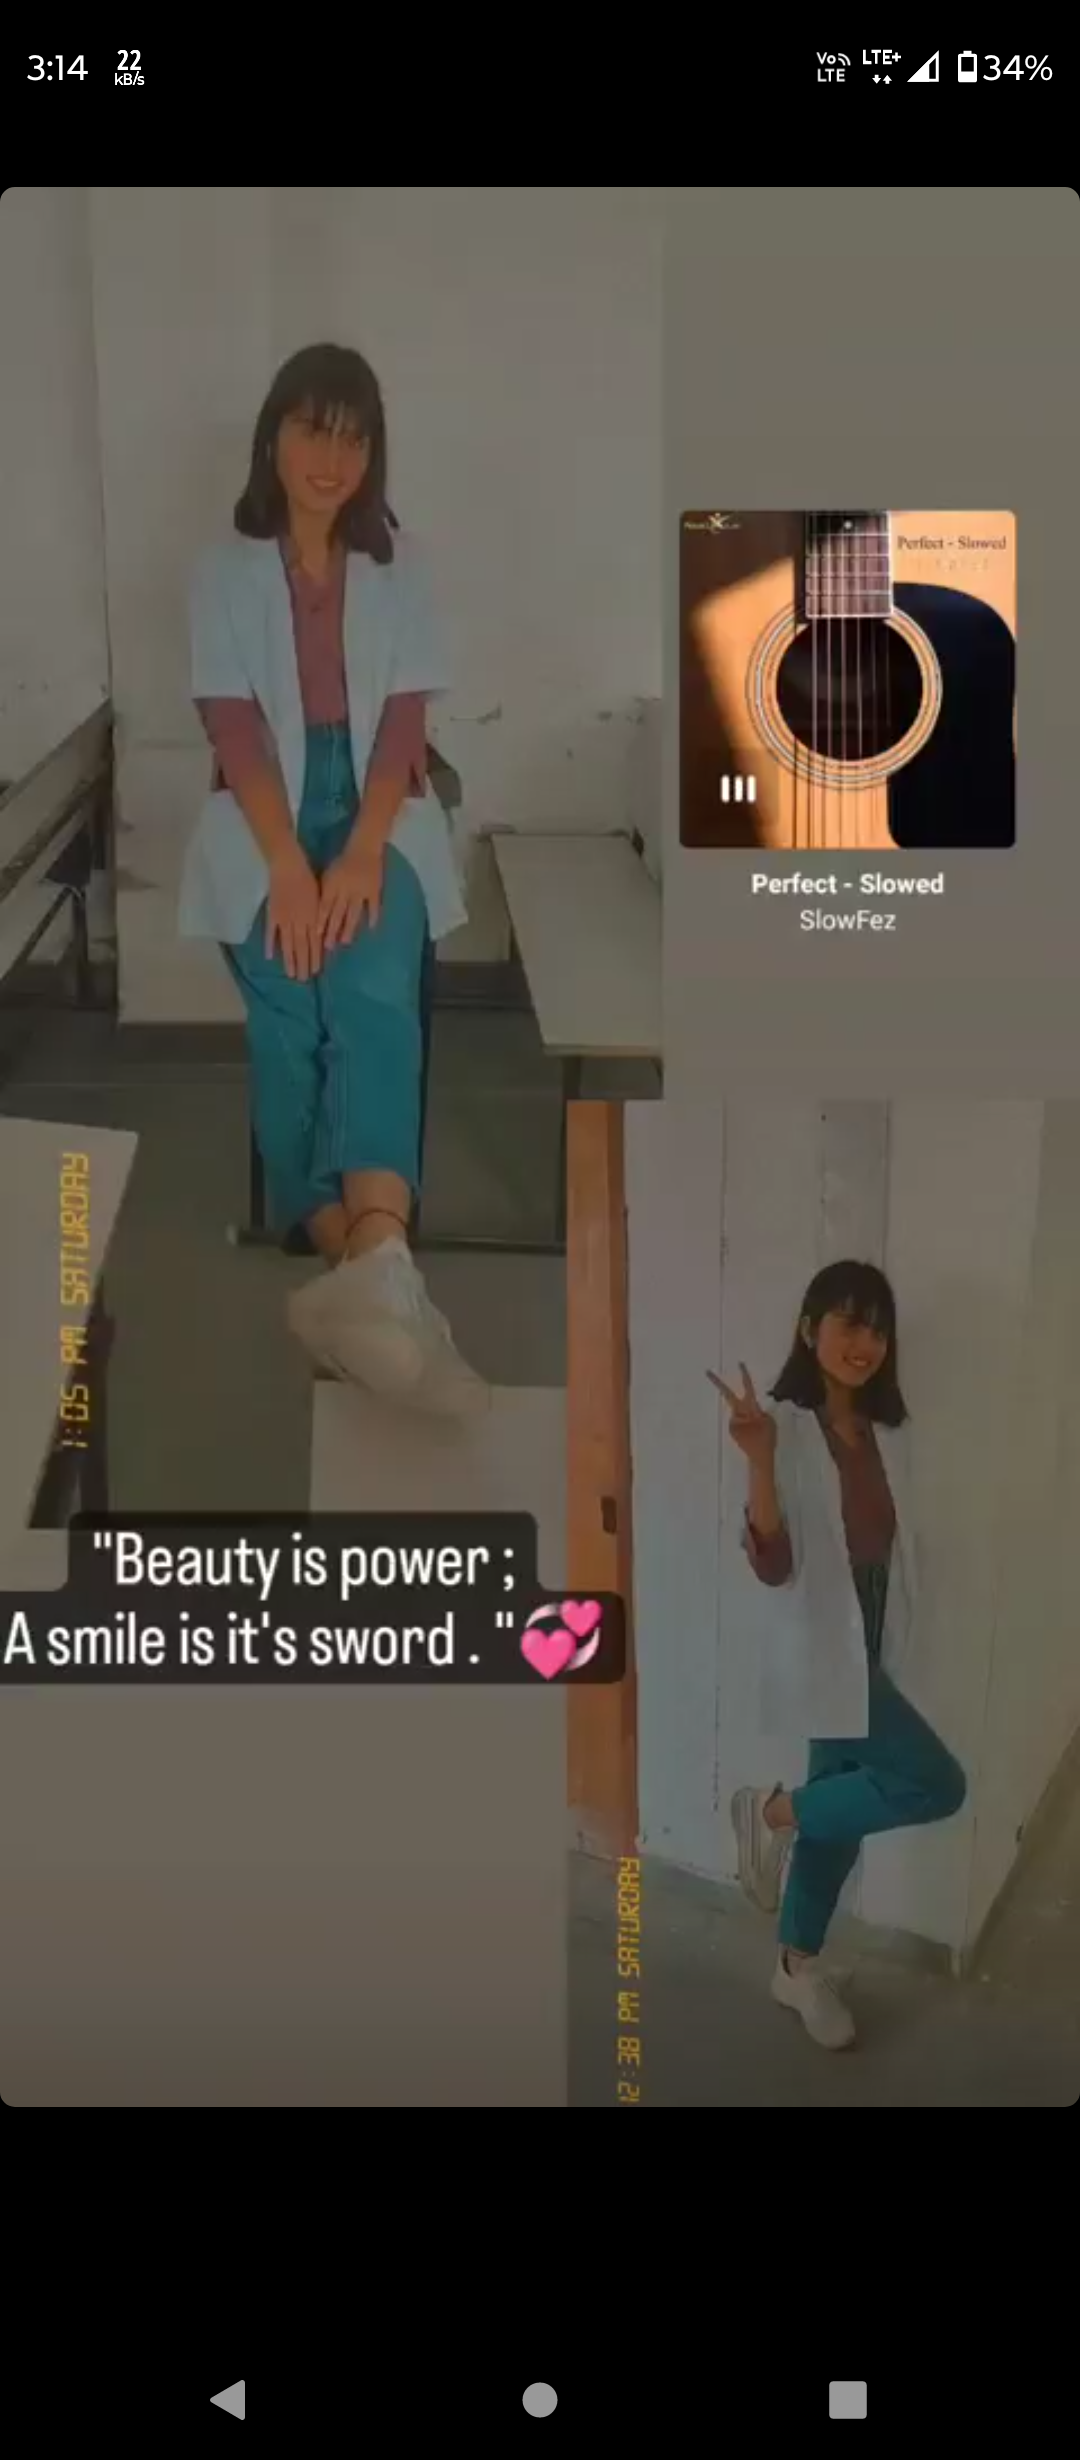 3:14
22
kB/s
Vo
LTE
LTE+
34%
Perfect - Slowed
Perfect - Slowed
SlowFez
1:05 PM SATURDAY
"Beauty is power ;
A smile is it's sword . "💞
12:38 PM SATURDAY